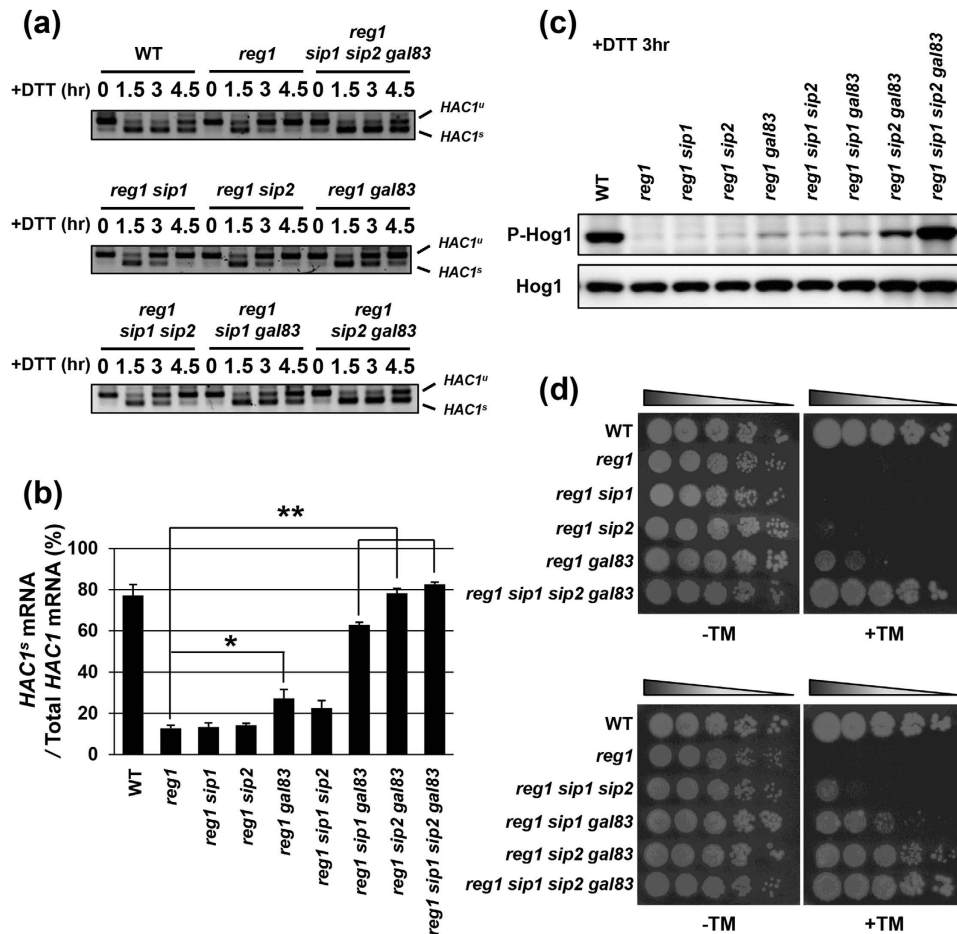 (a)
WT reg1 reg1 sip1 sip2 gal83
+DTT (hr) 0 1.5 3 4.5 0 1.5 3 4.5 0 1.5 3 4.5
HAC1ᵘ
HAC1ˢ
reg1 sip1 reg1 sip2 reg1 gal83
+DTT (hr) 0 1.5 3 4.5 0 1.5 3 4.5 0 1.5 3 4.5
HAC1ᵘ
HAC1ˢ
reg1 sip1 sip2 reg1 sip1 gal83 reg1 sip2 gal83
+DTT (hr) 0 1.5 3 4.5 0 1.5 3 4.5 0 1.5 3 4.5
HAC1ᵘ
HAC1ˢ
(b)
HAC1ˢ mRNA
/ Total HAC1 mRNA (%)
100
80
60
40
20
0
*
**
WT
reg1
reg1 sip1
reg1 sip2
reg1 gal83
reg1 sip1 sip2
reg1 sip1 gal83
reg1 sip2 gal83
reg1 sip1 sip2 gal83
(c)
+DTT 3hr
WT
reg1
reg1 sip1
reg1 sip2
reg1 gal83
reg1 sip1 sip2
reg1 sip1 gal83
reg1 sip2 gal83
reg1 sip1 sip2 gal83
P-Hog1
Hog1
(d)
WT
reg1
reg1 sip1
reg1 sip2
reg1 gal83
reg1 sip1 sip2 gal83
-TM +TM
WT
reg1
reg1 sip1 sip2
reg1 sip1 gal83
reg1 sip2 gal83
reg1 sip1 sip2 gal83
-TM +TM